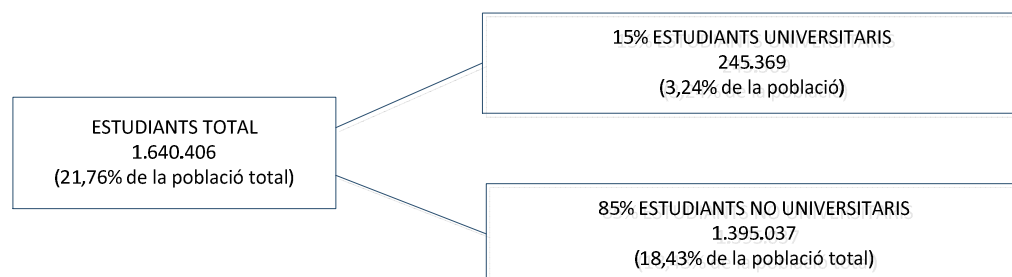 ESTUDIANTS TOTAL
1.640.406
(21,76% de la població total)
15% ESTUDIANTS UNIVERSITARIS
245.369
(3,24% de la població)
85% ESTUDIANTS NO UNIVERSITARIS
1.395.037
(18,43% de la població total)